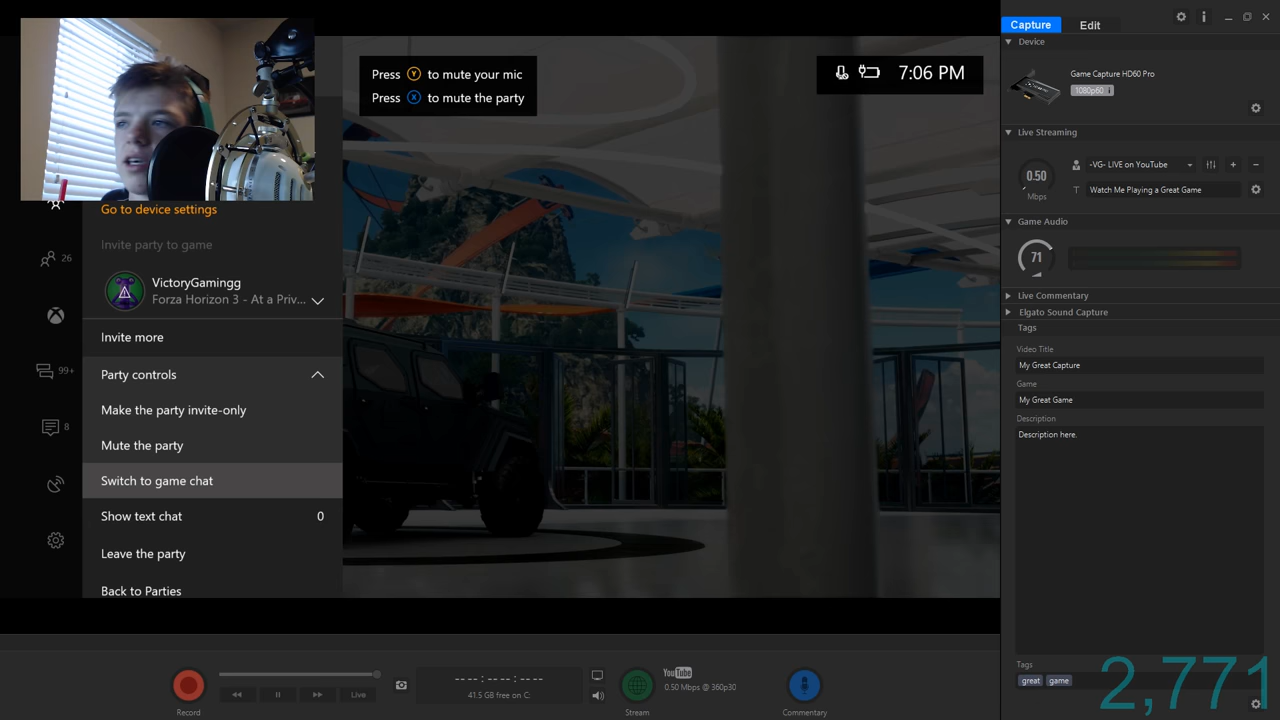 Press Y to mute your mic
Press X to mute the party
7:06 PM
Go to device settings
Invite party to game
26
VictoryGamingg
Forza Horizon 3 - At a Priv...
Invite more
99+
Party controls
Make the party invite-only
8
Mute the party
Switch to game chat
Show text chat 0
Leave the party
Back to Parties
Record
Live
--:--:--
41.5 GB free on C:
Stream
YouTube
0.50 Mbps @ 360p30
Commentary
Capture Edit
Device
Game Capture HD60 Pro
1080p60
Live Streaming
0.50
Mbps
-VG- LIVE on YouTube
T Watch Me Playing a Great Game
Game Audio
71
Live Commentary
Elgato Sound Capture
Tags
Video Title
My Great Capture
Game
My Great Game
Description
Description here.
Tags
great game
2,771